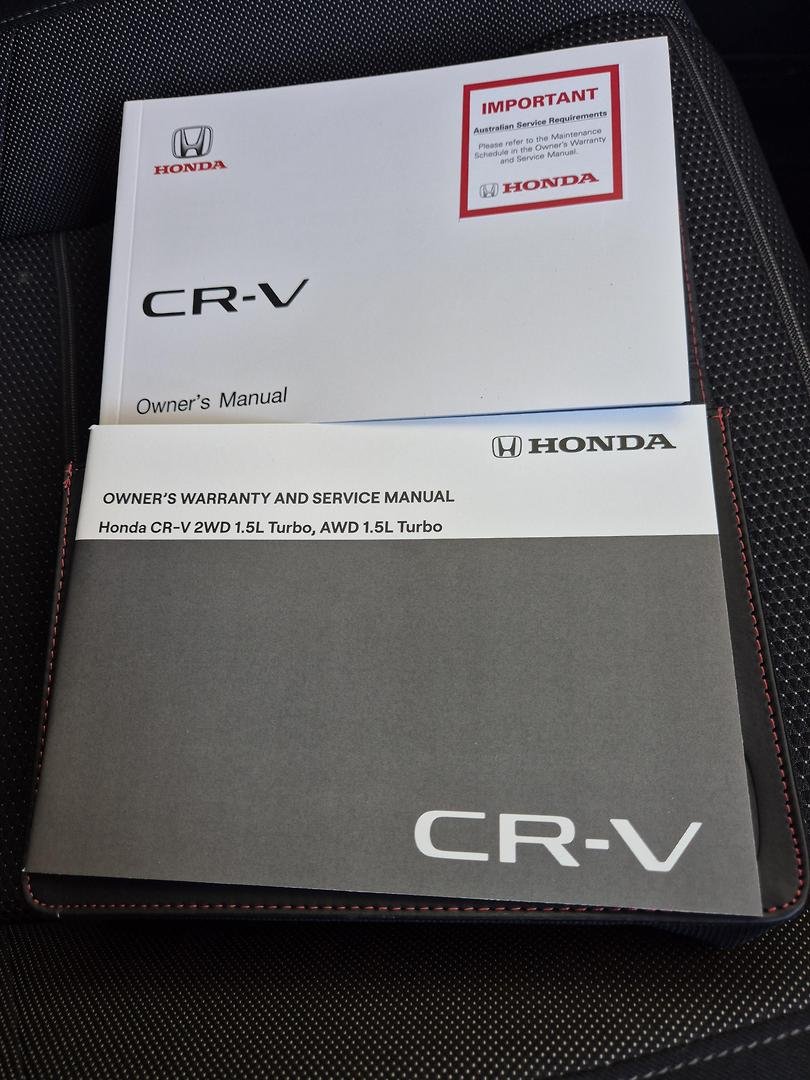 HONDA
IMPORTANT
Australian Service Requirements
Please refer to the Maintenance
Schedule in the Owner's Warranty
and Service Manual.
HONDA
CR-V
Owner's Manual
HONDA
OWNER'S WARRANTY AND SERVICE MANUAL
Honda CR-V 2WD 1.5L Turbo, AWD 1.5L Turbo
CR-V